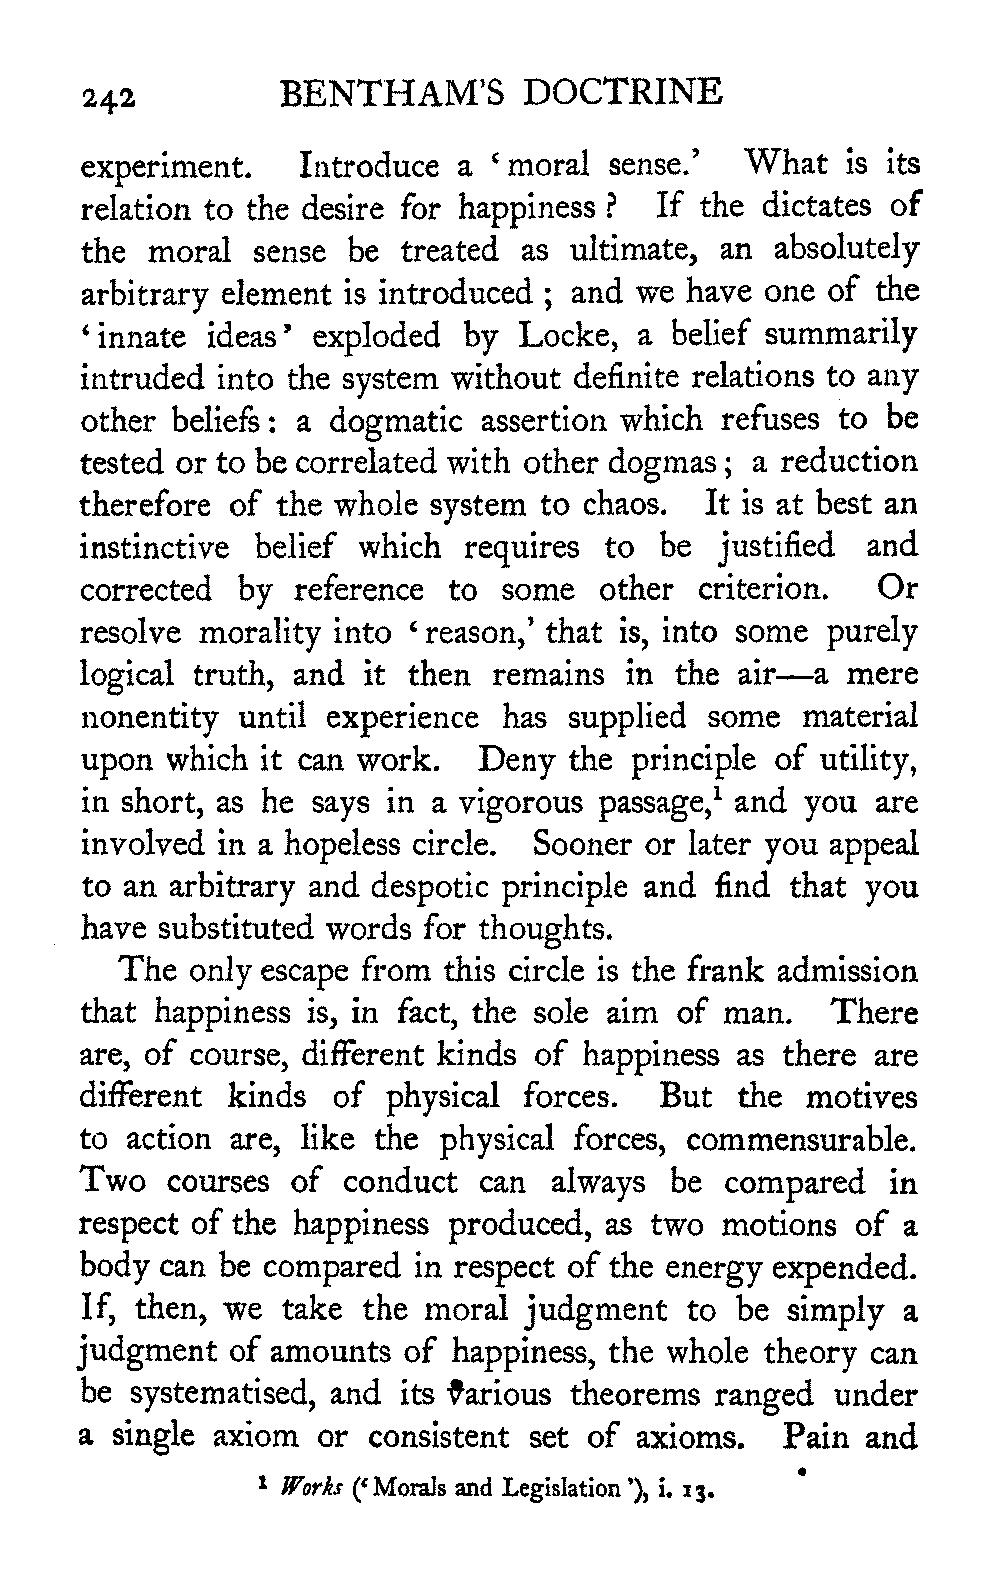 242 BENTHAM'S DOCTRINE
experiment. Introduce a ‘moral sense.’ What is its
relation to the desire for happiness? If the dictates of
the moral sense be treated as ultimate, an absolutely
arbitrary element is introduced; and we have one of the
‘innate ideas’ exploded by Locke, a belief summarily
intruded into the system without definite relations to any
other beliefs: a dogmatic assertion which refuses to be
tested or to be correlated with other dogmas; a reduction
therefore of the whole system to chaos. It is at best an
instinctive belief which requires to be justified and
corrected by reference to some other criterion. Or
resolve morality into ‘reason,’ that is, into some purely
logical truth, and it then remains in the air—a mere
nonentity until experience has supplied some material
upon which it can work. Deny the principle of utility,
in short, as he says in a vigorous passage,¹ and you are
involved in a hopeless circle. Sooner or later you appeal
to an arbitrary and despotic principle and find that you
have substituted words for thoughts.
The only escape from this circle is the frank admission
that happiness is, in fact, the sole aim of man. There
are, of course, different kinds of happiness as there are
different kinds of physical forces. But the motives
to action are, like the physical forces, commensurable.
Two courses of conduct can always be compared in
respect of the happiness produced, as two motions of a
body can be compared in respect of the energy expended.
If, then, we take the moral judgment to be simply a
judgment of amounts of happiness, the whole theory can
be systematised, and its various theorems ranged under
a single axiom or consistent set of axioms. Pain and
¹ Works (‘Morals and Legislation’), i. 13.